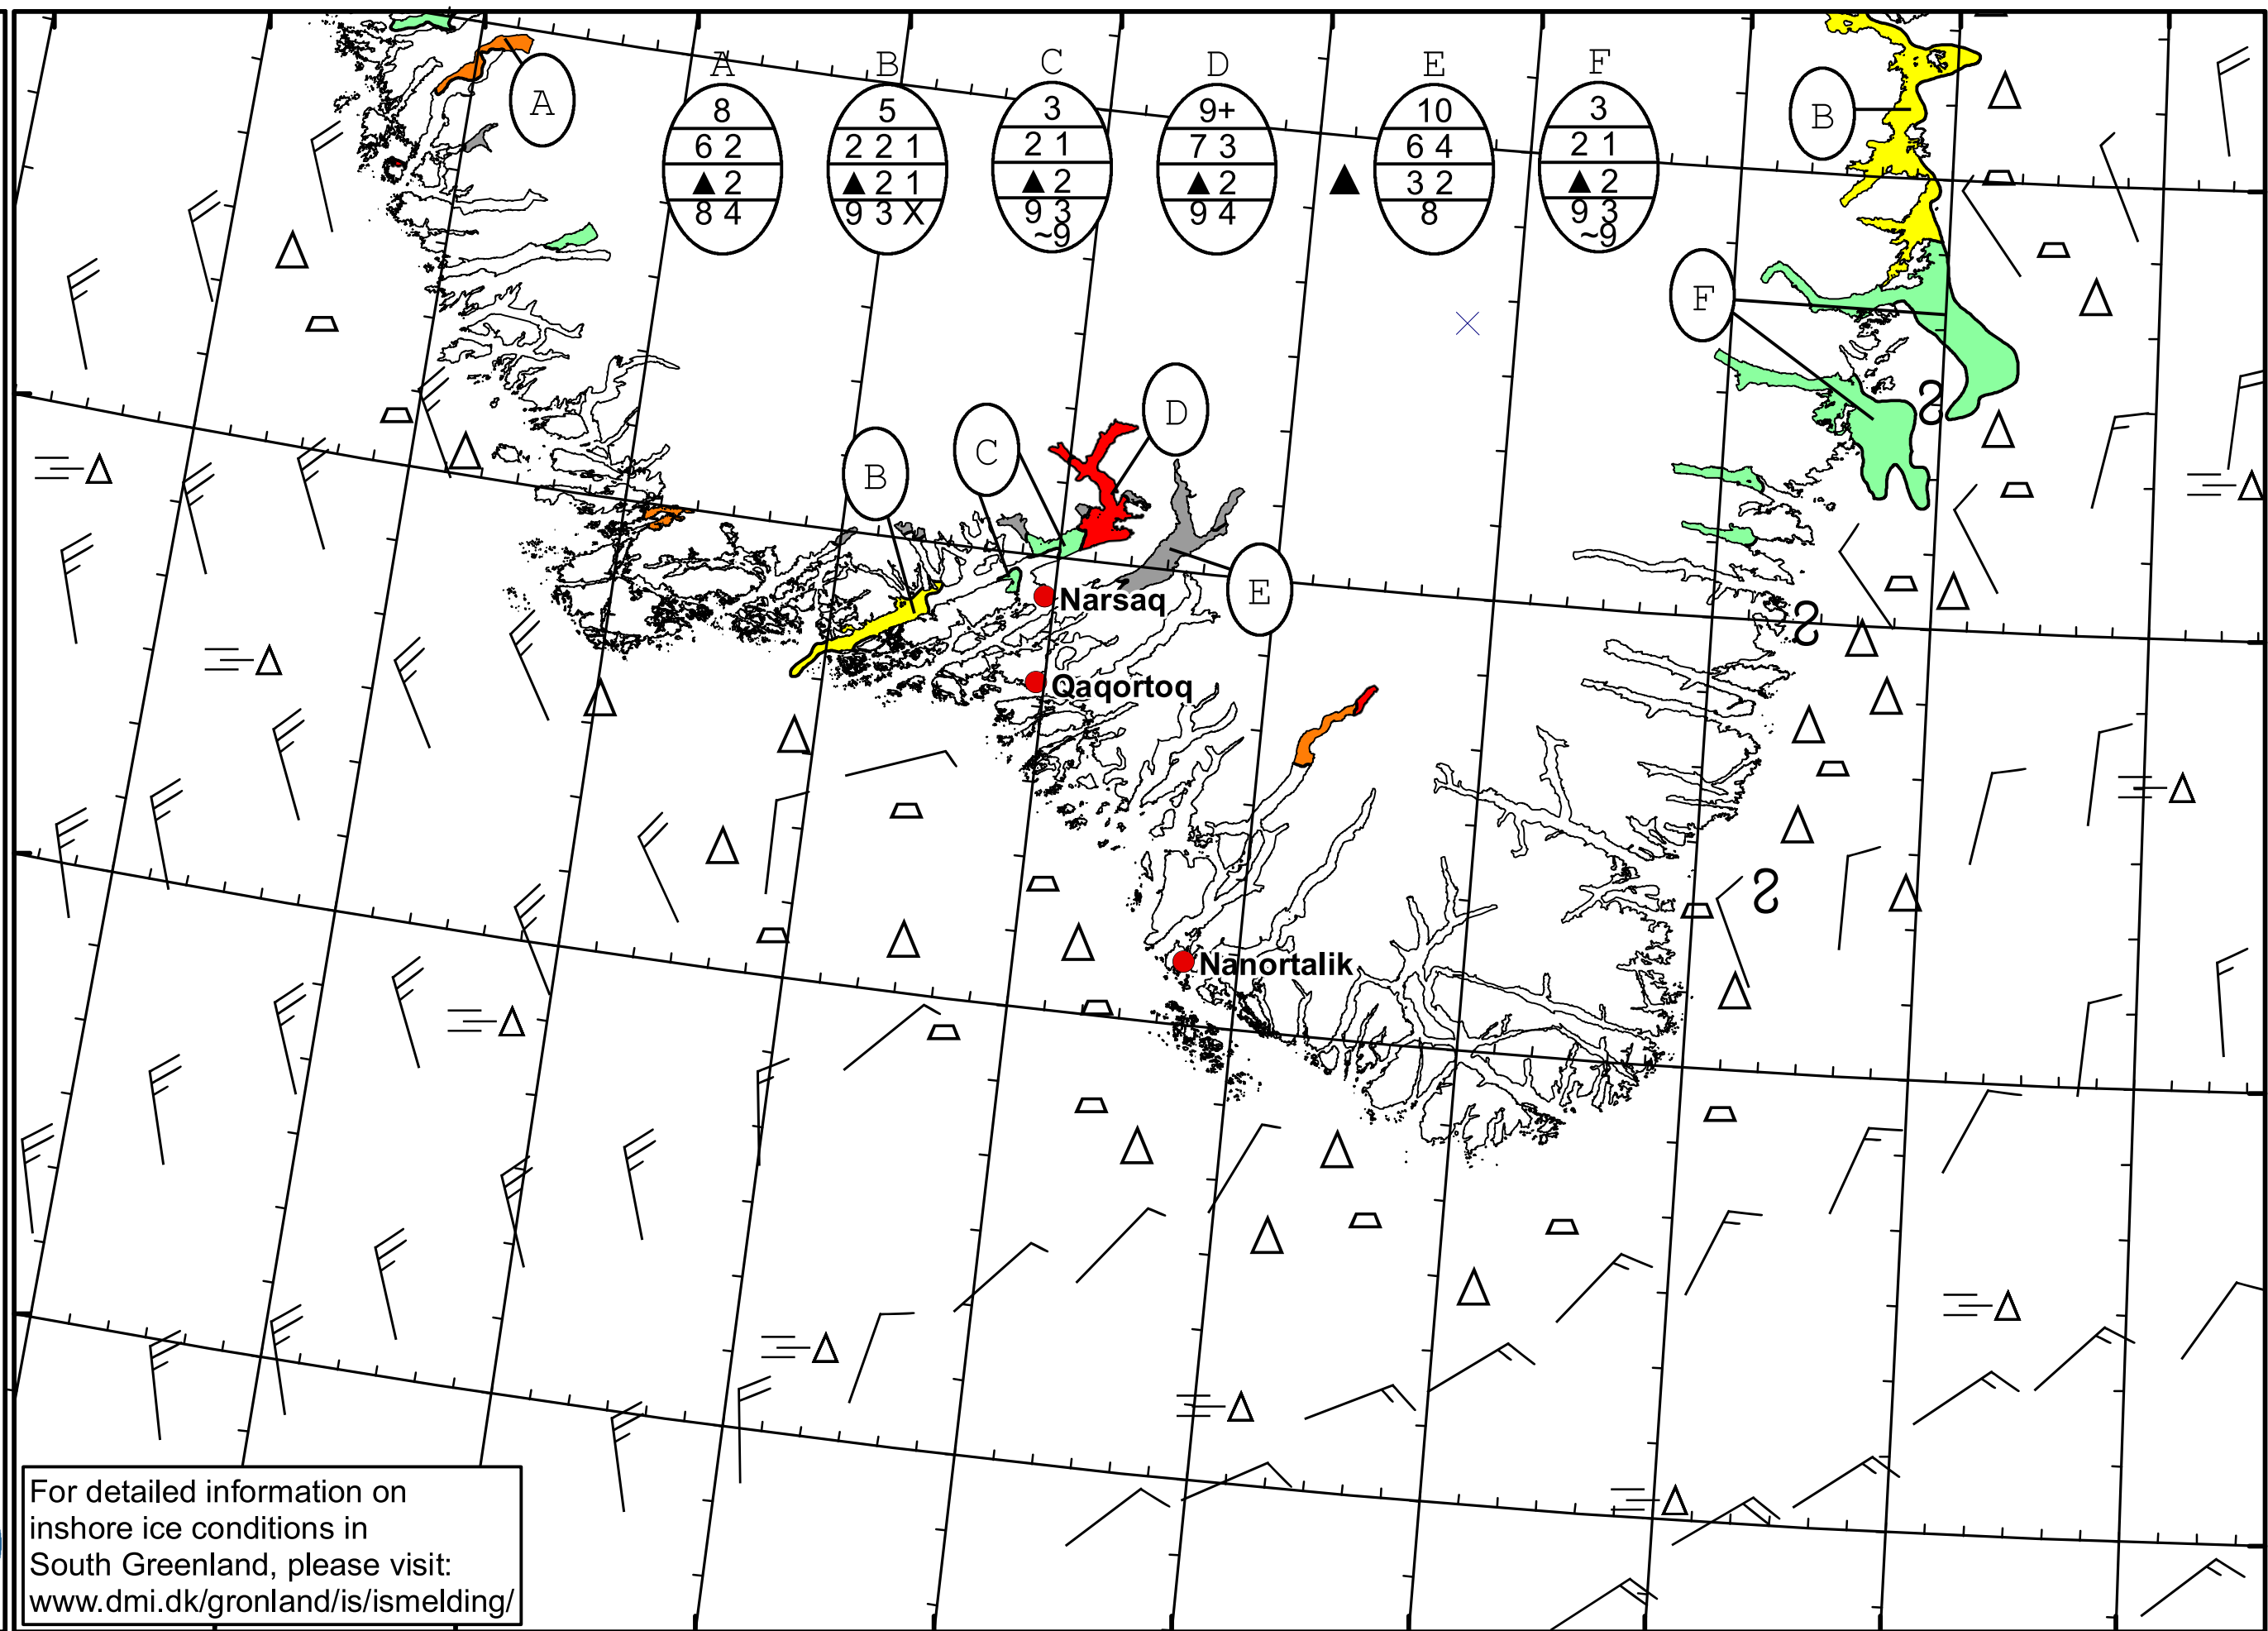 A B C D E F
8 5 3 9+ 10 3
6 2 2 2 1 2 1 7 3 6 4 2 1
▲ 2 ▲ 2 1 ▲ 2 ▲ 2 ▲ 3 2 ▲ 2
8 4 9 3 X 9 3 9 4 8 9 3
~9 ~9
A
B
F
D
C
B
E
Narsaq
Qaqortoq
Nanortalik
For detailed information on
inshore ice conditions in
South Greenland, please visit:
www.dmi.dk/gronland/is/ismelding/